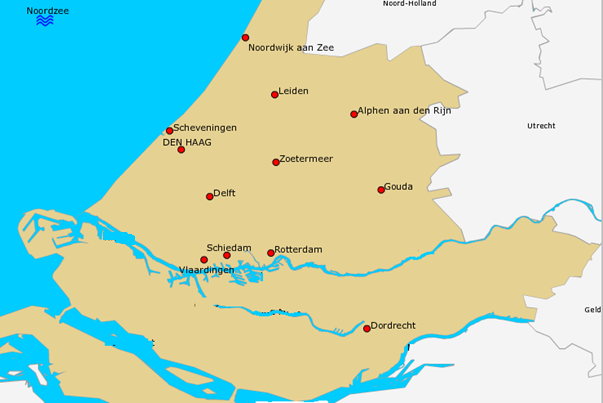 Noord-Holland
Noordzee
Noordwijk aan Zee
Leiden
Alphen aan den Rijn
Scheveningen
Utrecht
DEN HAAG
Zoetermeer
Gouda
Delft
Schiedam
Rotterdam
Vlaardingen
Geld
Dordrecht